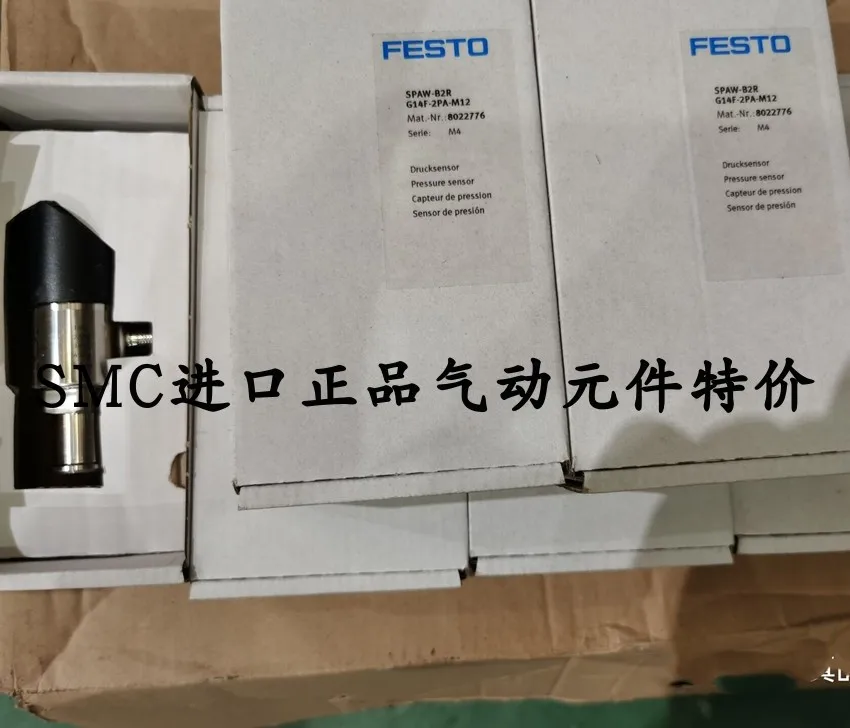 FESTO
SPAW-B2R
G14F-2PA-M12
Mat.-Nr.: 8022776
Serie: M4
Drucksensor
Pressure sensor
Capteur de pression
Sensor de presión
FESTO
SPAW-B2R
G14F-2PA-M12
Mat.-Nr.: 8022776
Serie: M4
Drucksensor
Pressure sensor
Capteur de pression
Sensor de presión
SMC进口正品气动元件特价